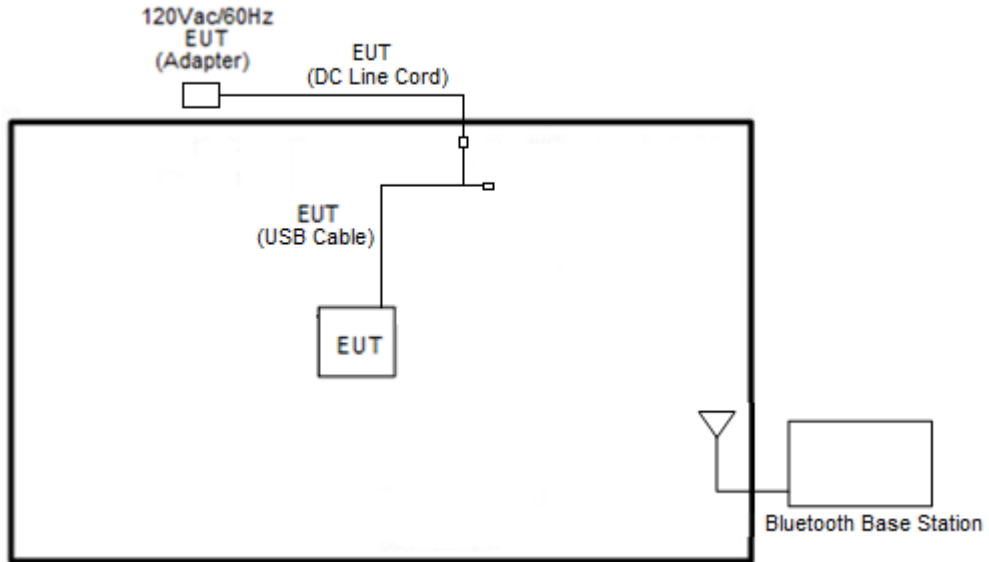 120Vac/60Hz
EUT
(Adapter)
EUT
(DC Line Cord)
EUT
(USB Cable)
EUT
Bluetooth Base Station